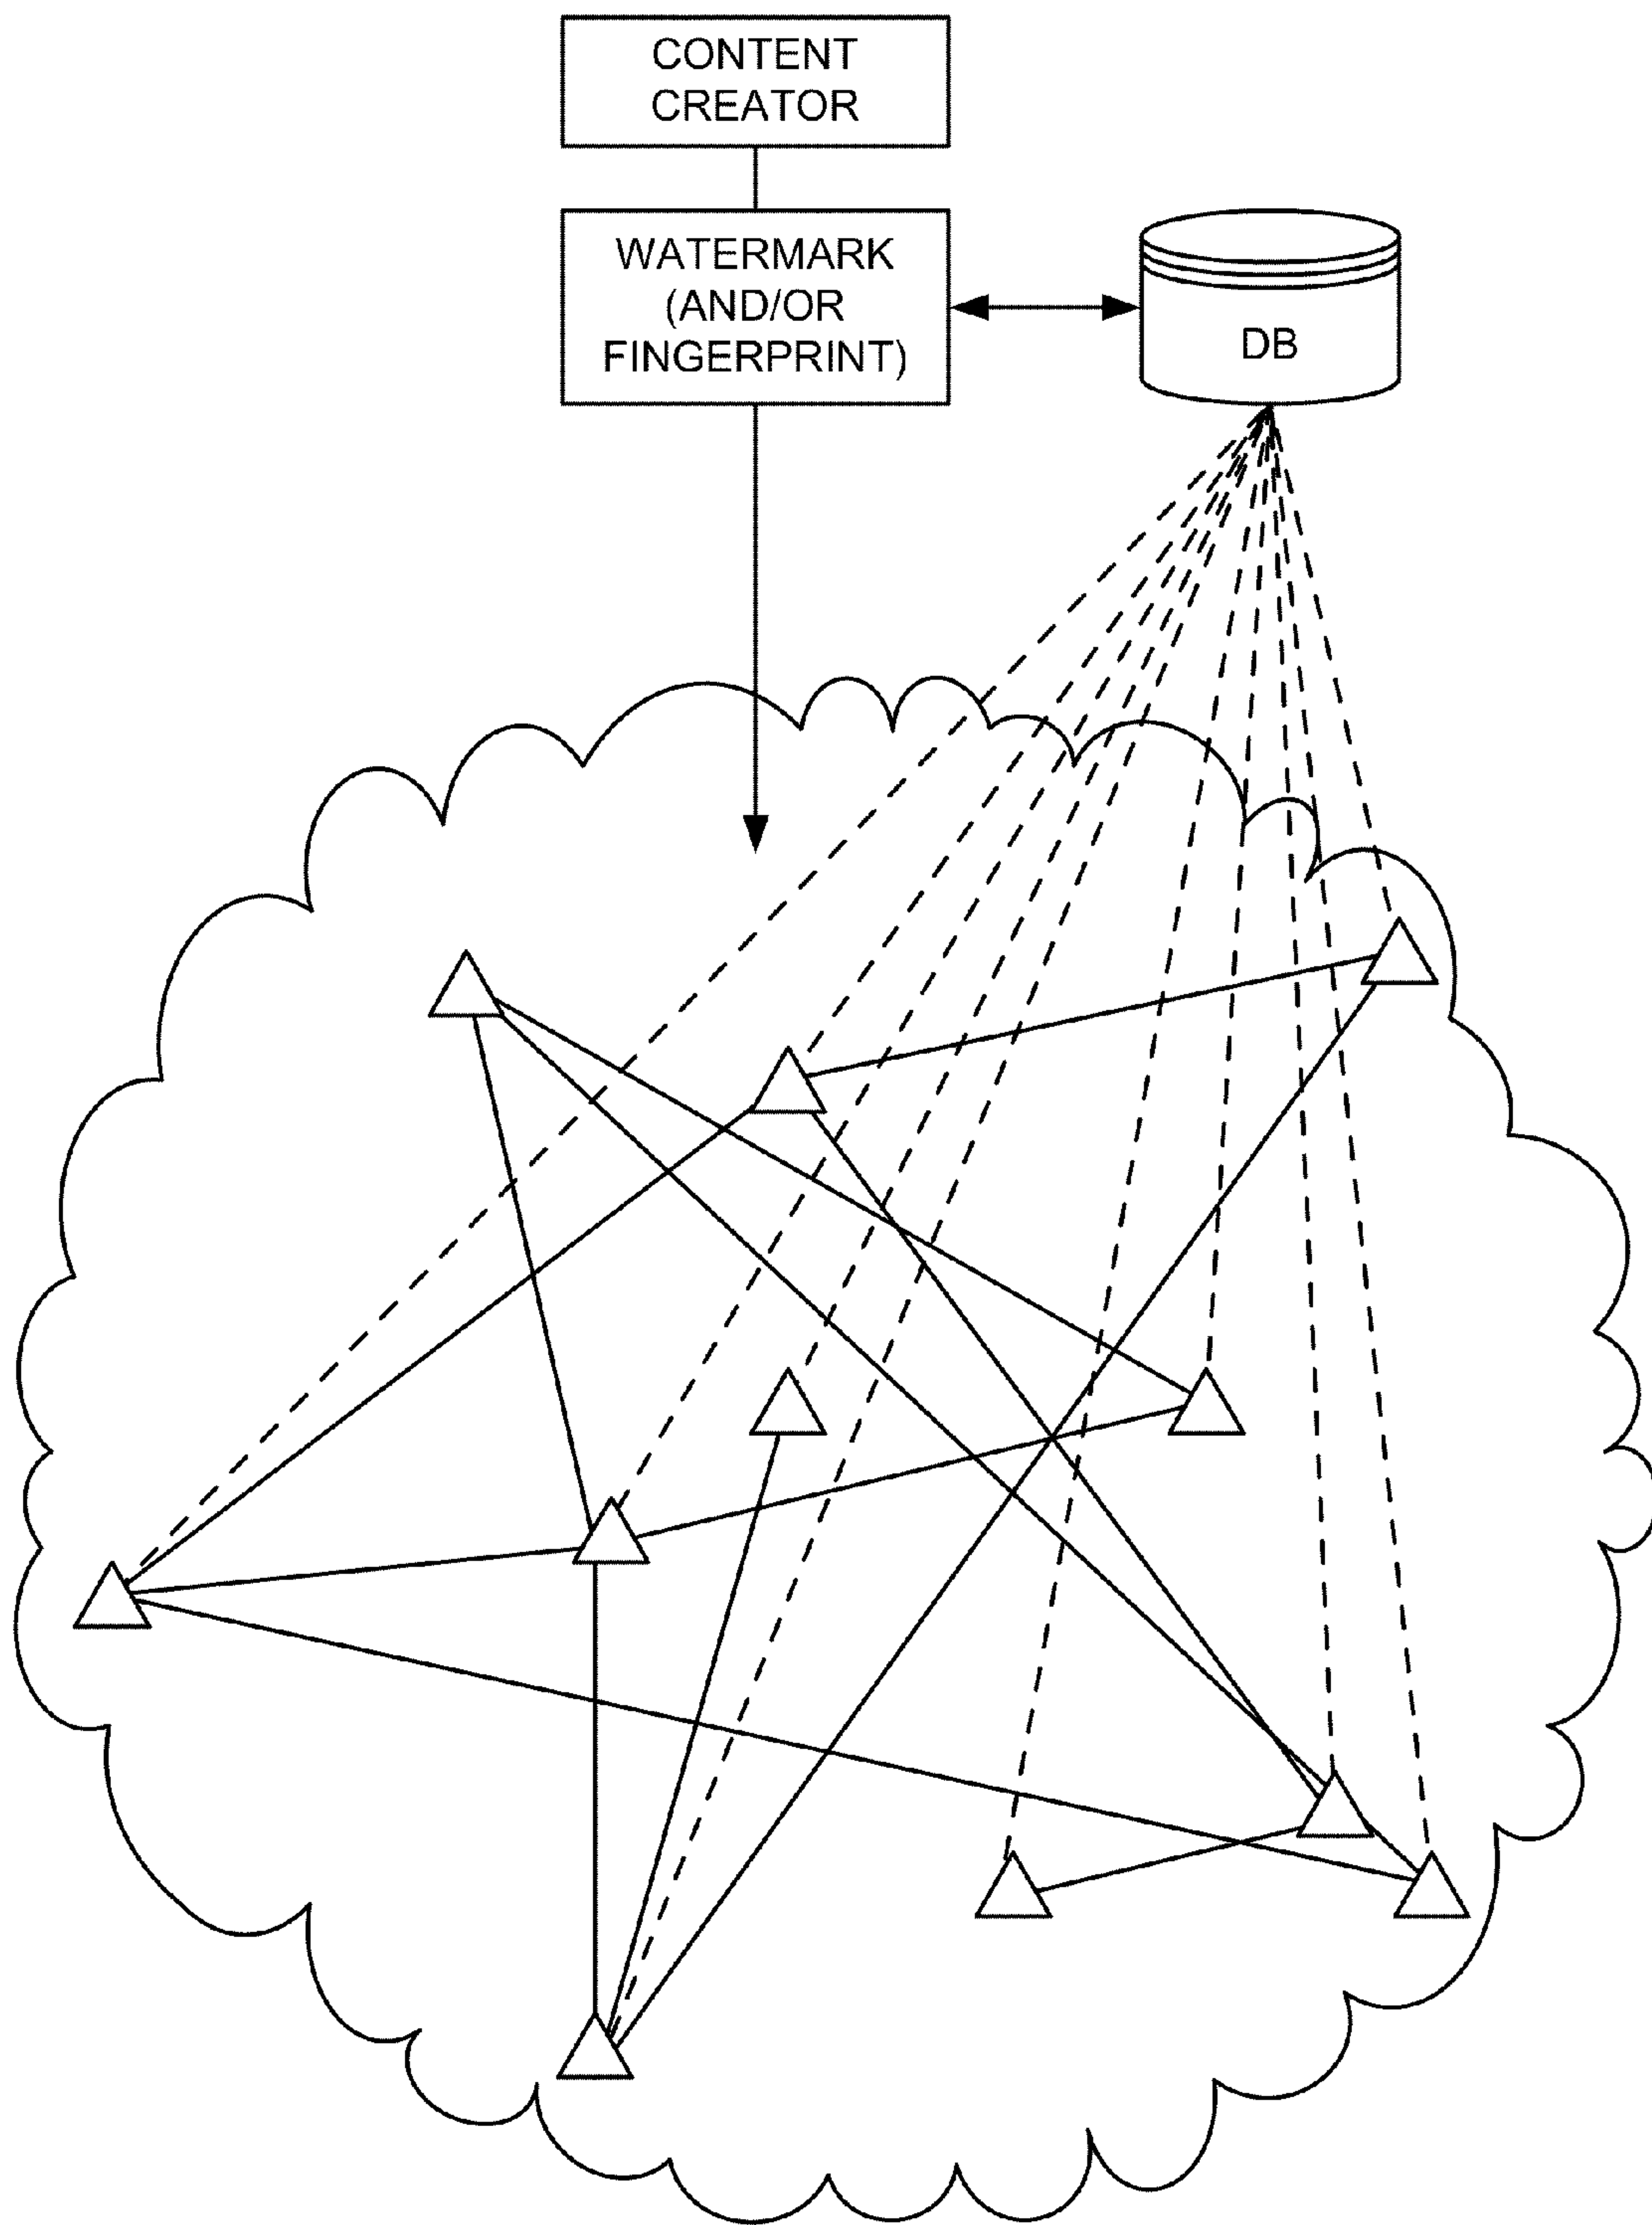 CONTENT
CREATOR
WATERMARK
(AND/OR
FINGERPRINT)
DB